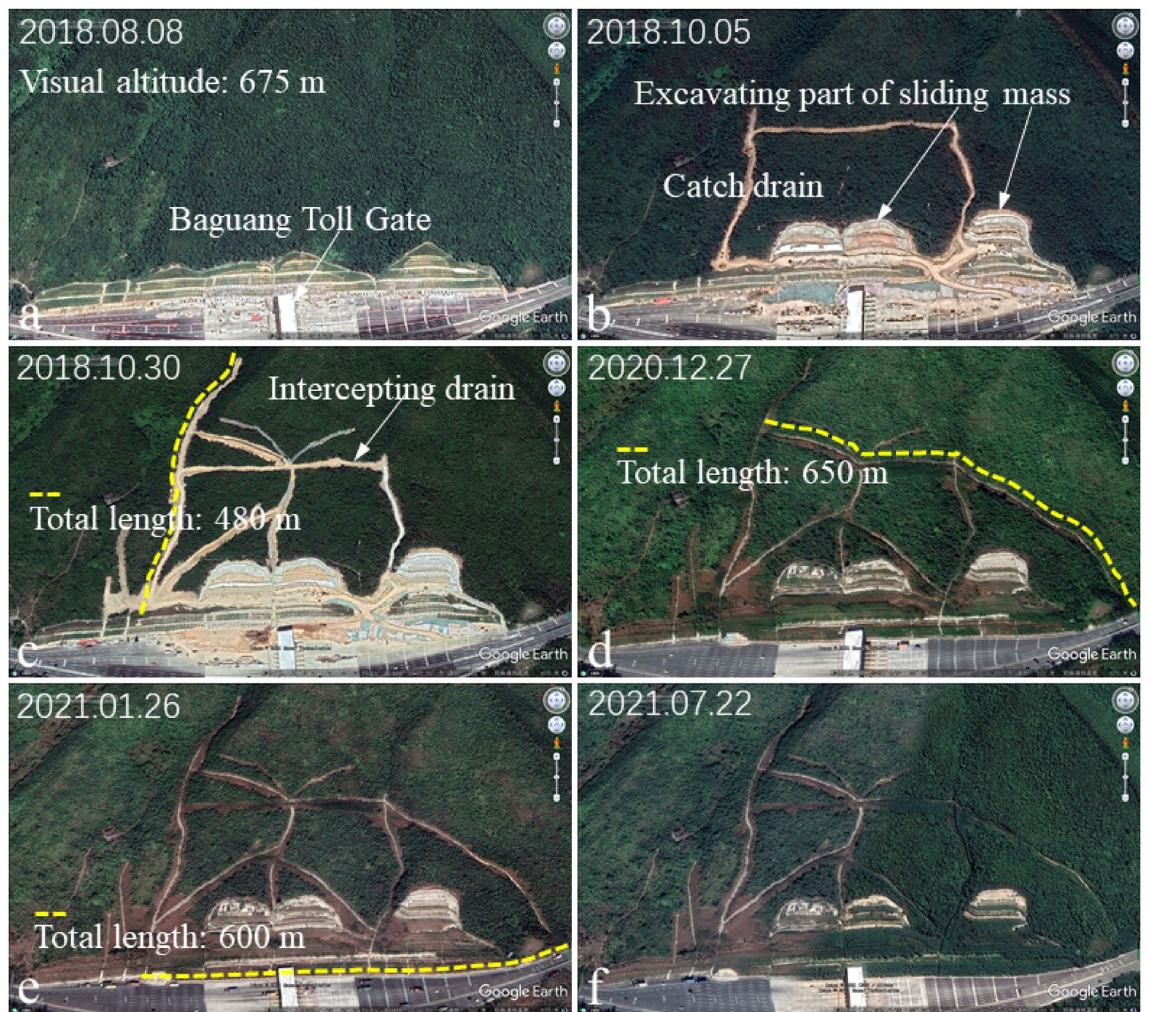 2018.08.08
Visual altitude: 675 m
Baguang Toll Gate
a
Google Earth
2018.10.05
Excavating part of sliding mass
Catch drain
b
Google Earth
2018.10.30
Intercepting drain
Total length: 480 m
c
Google Earth
2020.12.27
Total length: 650 m
d
Google Earth
2021.01.26
Total length: 600 m
e
Google Earth
2021.07.22
f
Google Earth